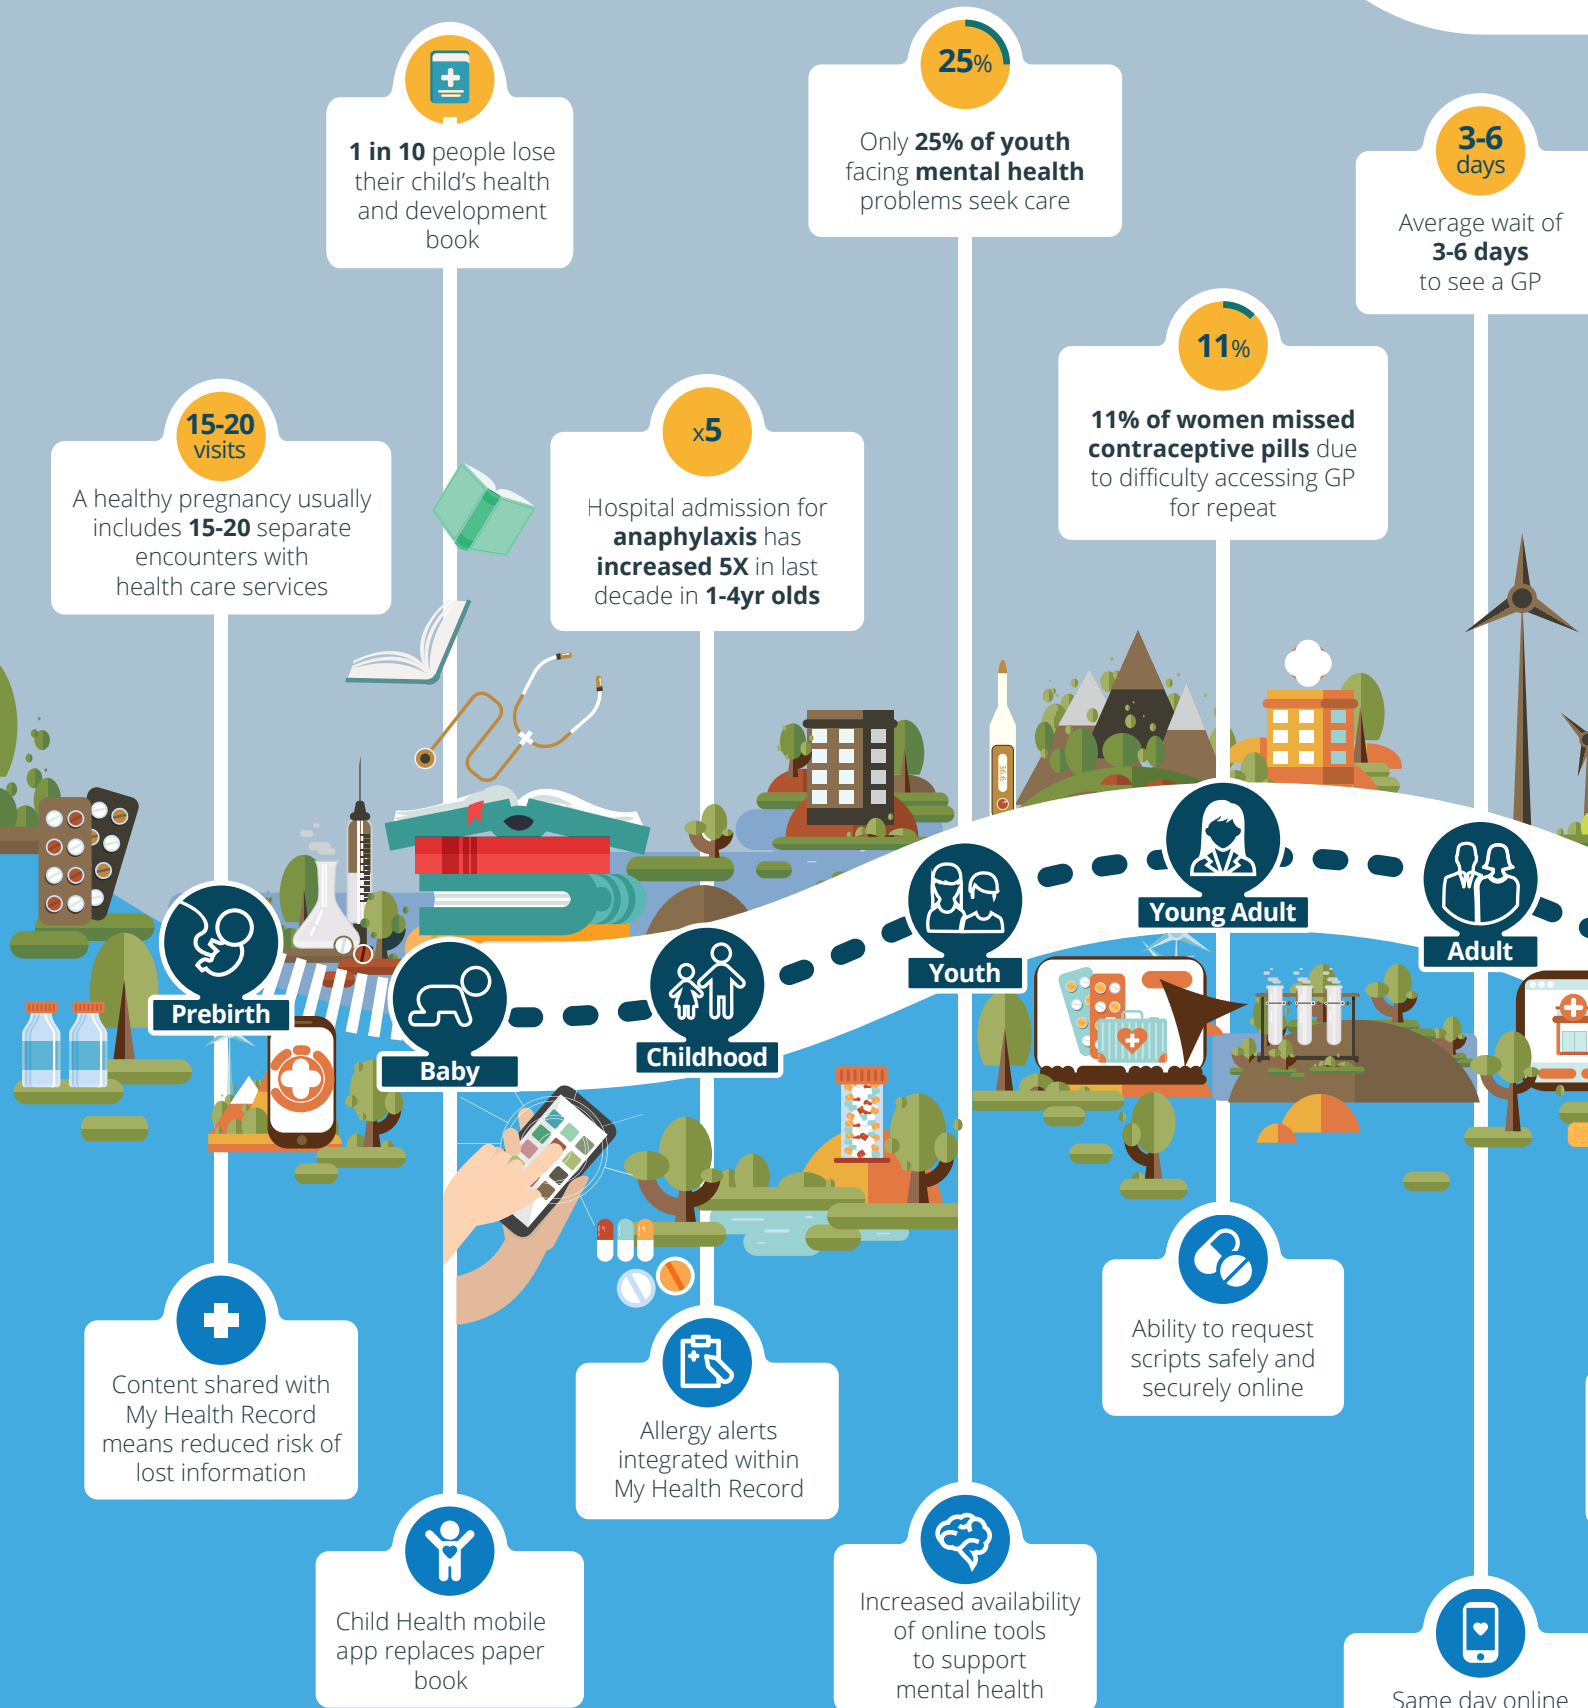 1 in 10 people lose
their child's health
and development
book
25%
Only 25% of youth
facing mental health
problems seek care
3-6
days
Average wait of
3-6 days
to see a GP
11%
11% of women missed
contraceptive pills due
to difficulty accessing GP
for repeat
15-20
visits
A healthy pregnancy usually
includes 15-20 separate
encounters with
health care services
x5
Hospital admission for
anaphylaxis has
increased 5X in last
decade in 1-4yr olds
36.6
Prebirth
Baby
Childhood
Youth
Young Adult
Adult
Content shared with
My Health Record
means reduced risk of
lost information
Child Health mobile
app replaces paper
book
Allergy alerts
integrated within
My Health Record
Increased availability
of online tools
to support
mental health
Ability to request
scripts safely and
securely online
Same day online